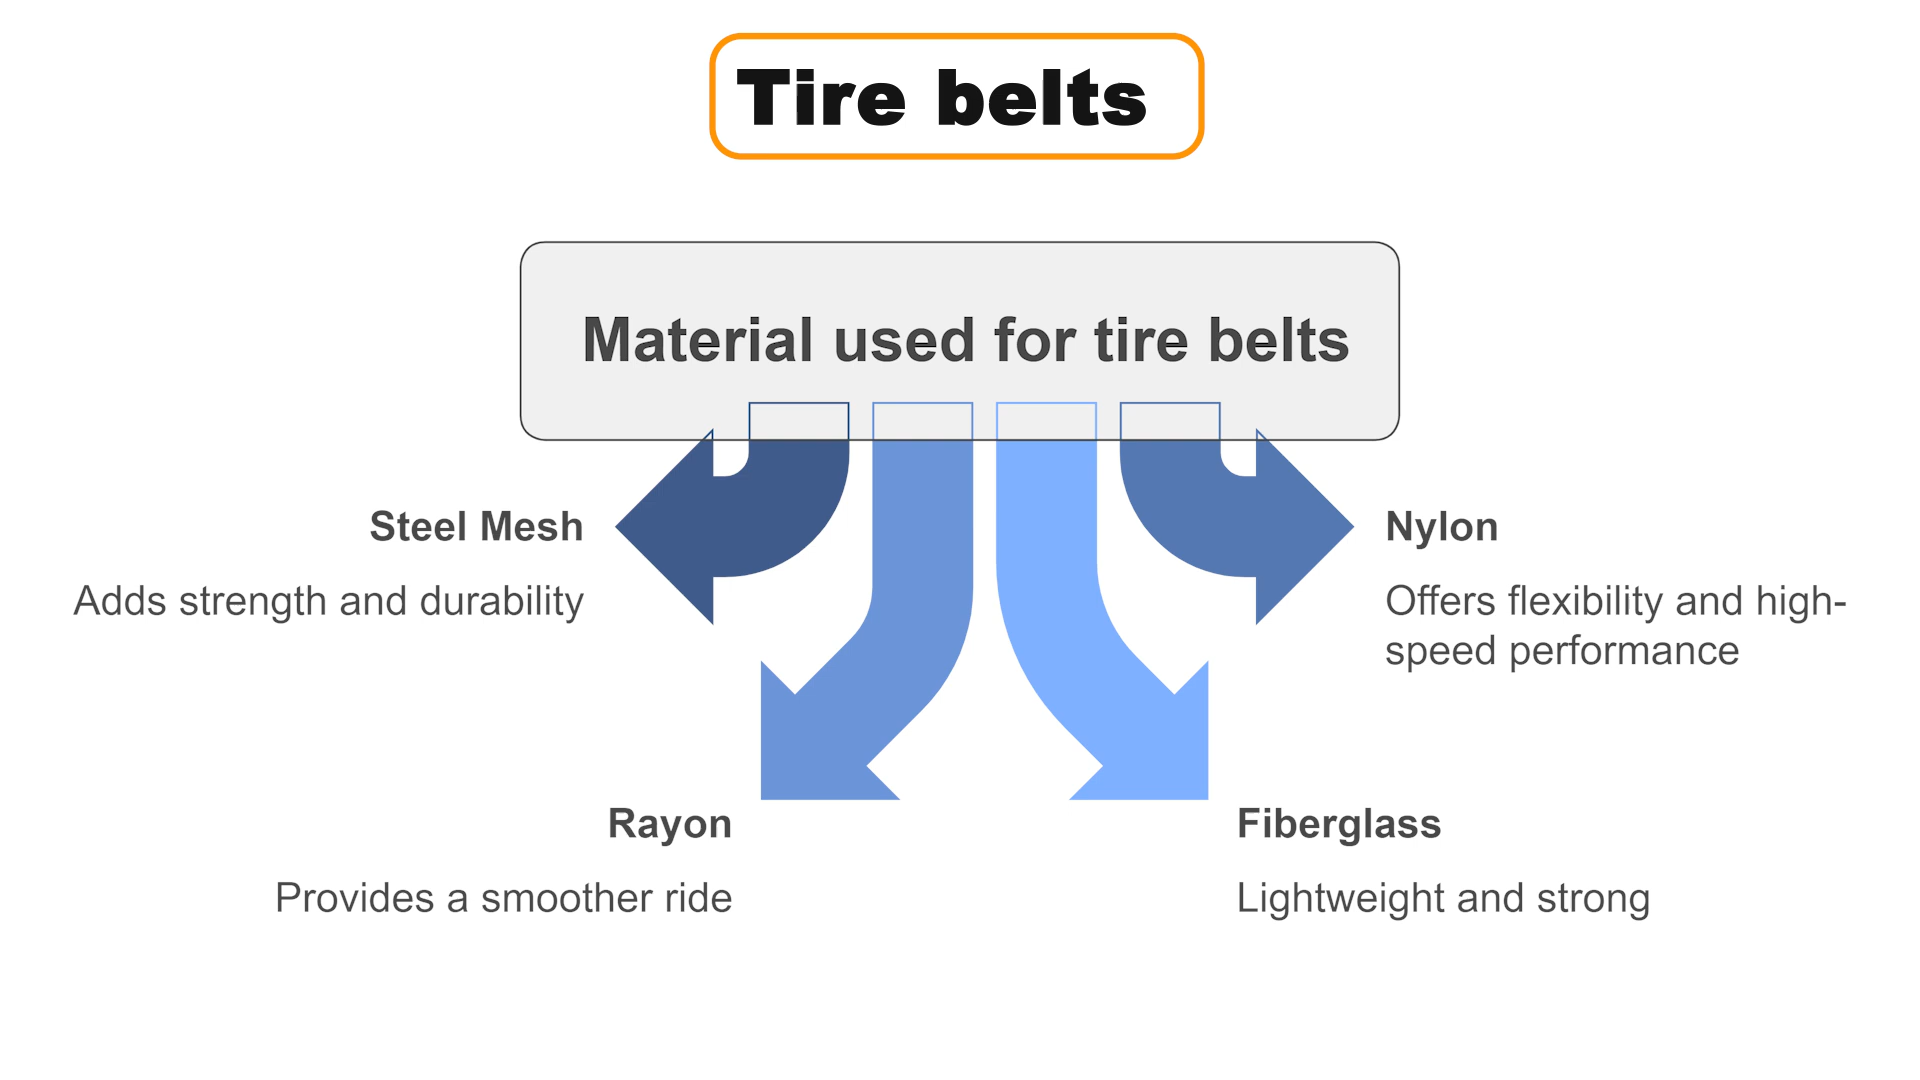 Tire belts
Material used for tire belts
Steel Mesh
Adds strength and durability
Nylon
Offers flexibility and high-
speed performance
Rayon
Provides a smoother ride
Fiberglass
Lightweight and strong